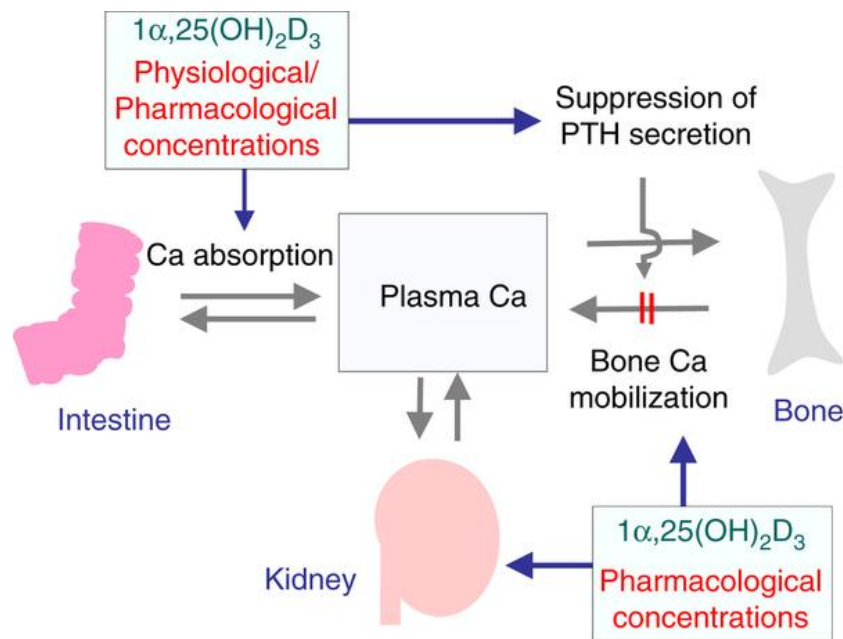 1α,25(OH)₂D₃
Physiological/
Pharmacological
concentrations
Suppression of
PTH secretion
Ca absorption
Plasma Ca
Bone Ca
mobilization
Intestine
Bone
Kidney
1α,25(OH)₂D₃
Pharmacological
concentrations